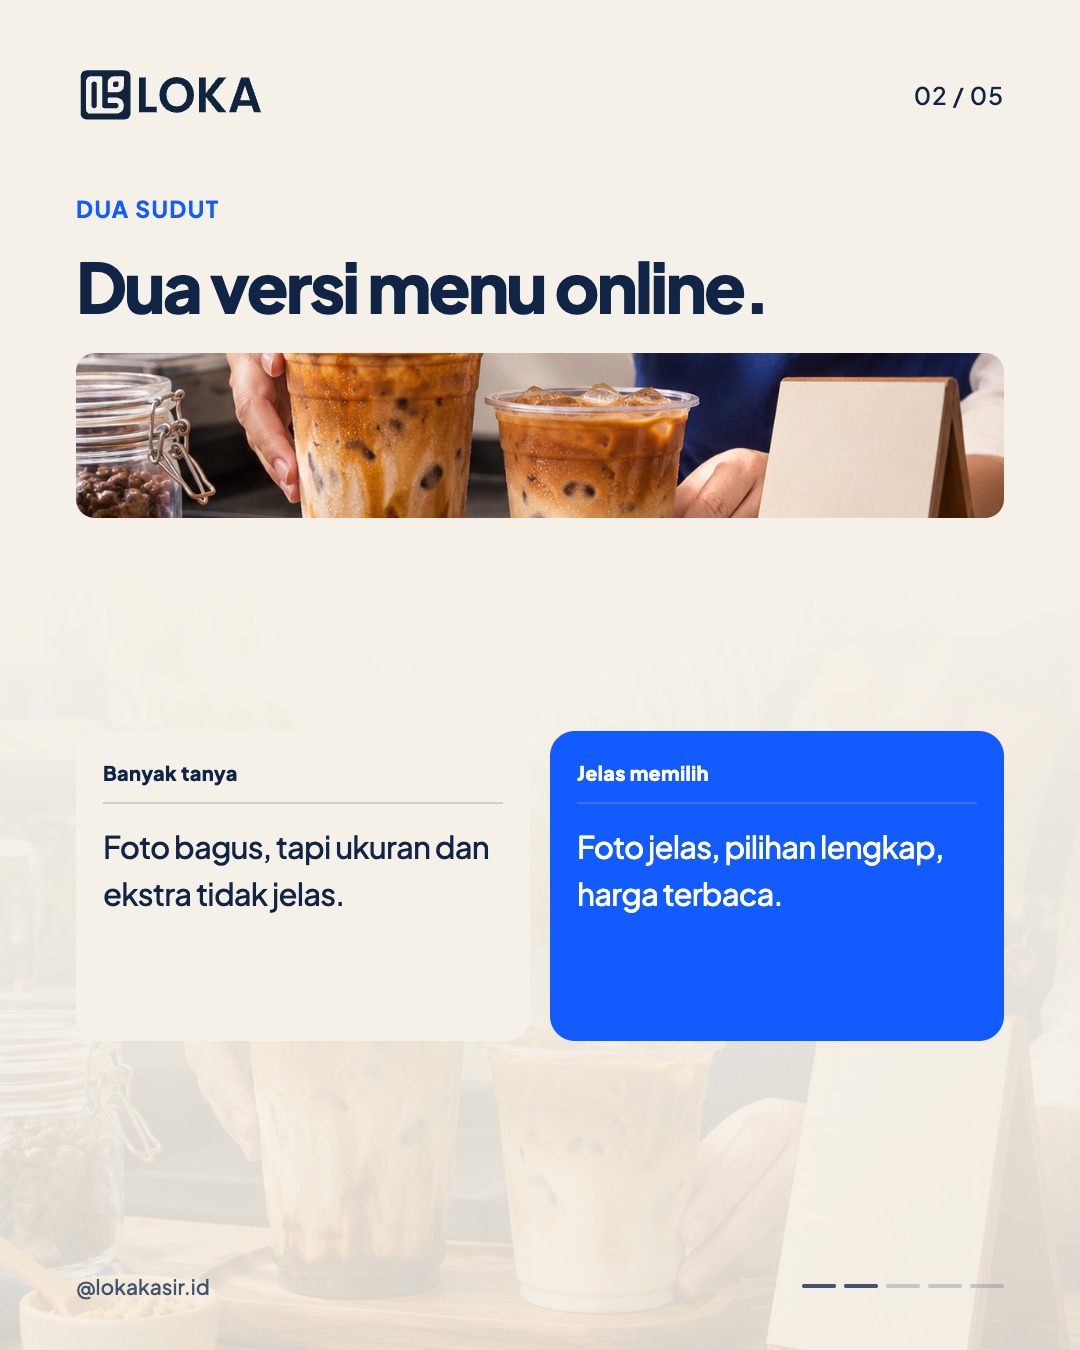 LOKA
02 / 05
DUA SUDUT
Dua versi menu online.
Banyak tanya
Foto bagus, tapi ukuran dan
ekstra tidak jelas.
Jelas memilih
Foto jelas, pilihan lengkap,
harga terbaca.
@lokakasir.id